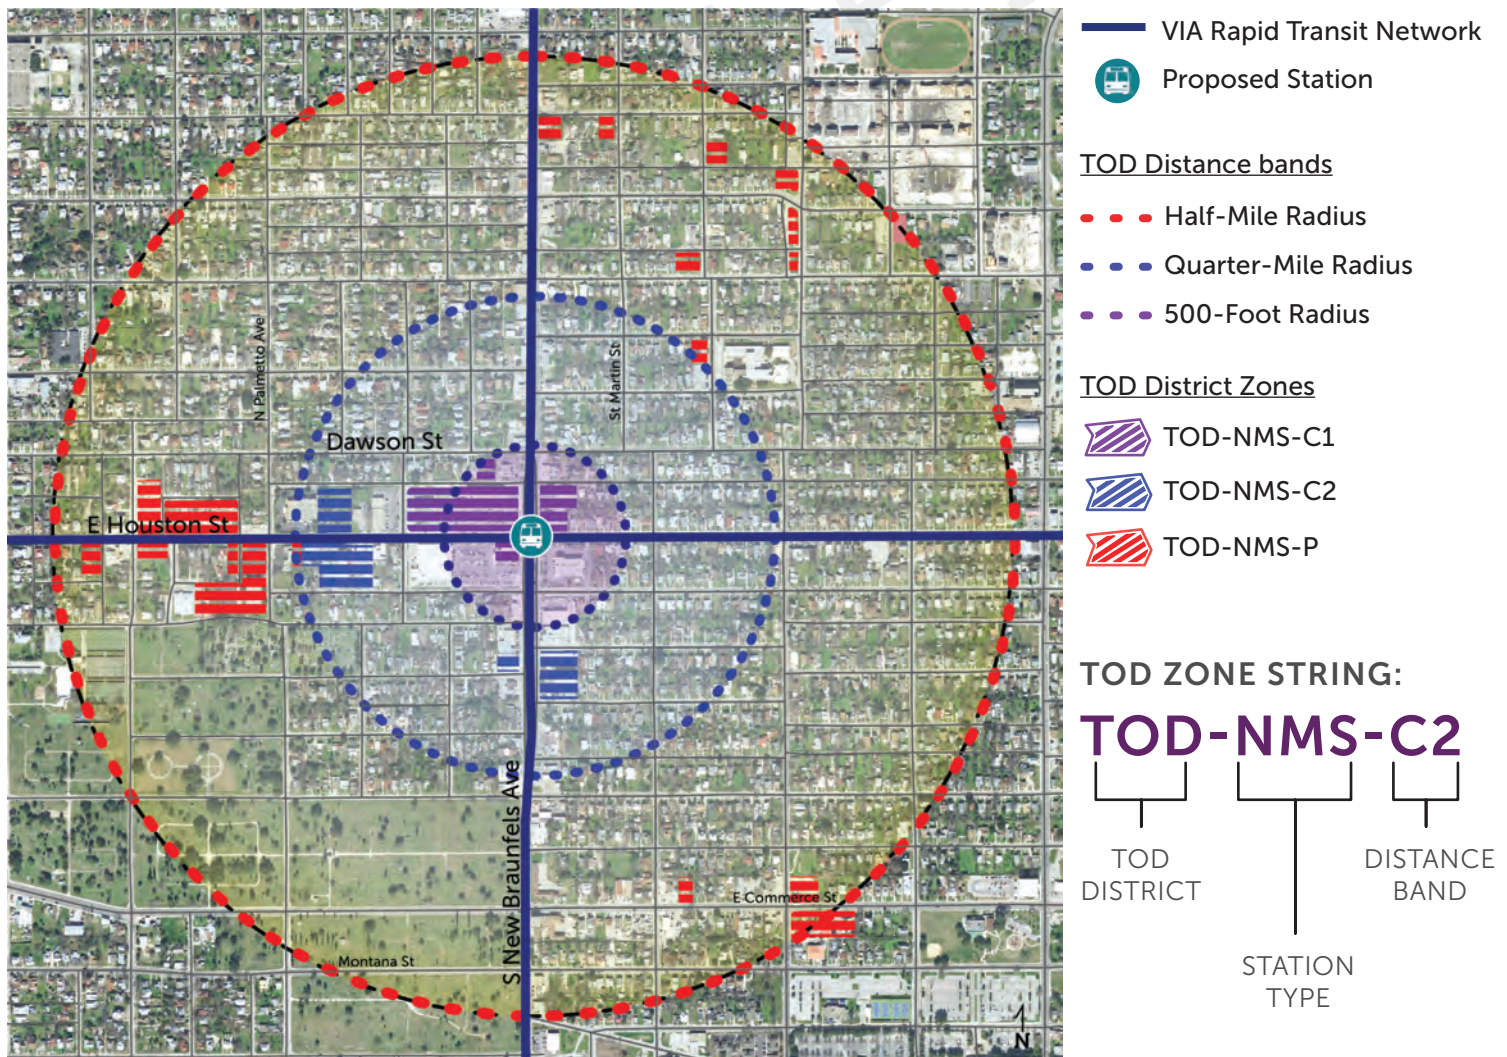 VIA Rapid Transit Network
Proposed Station
TOD Distance bands
Half-Mile Radius
Quarter-Mile Radius
500-Foot Radius
TOD District Zones
TOD-NMS-C1
TOD-NMS-C2
TOD-NMS-P
TOD ZONE STRING:
TOD-NMS-C2
TOD
DISTRICT
STATION
TYPE
DISTANCE
BAND
N Palmetto Ave
St Martin St
Dawson St
E Houston St
S New Braunfels Ave
E Commerce St
Montana St
N